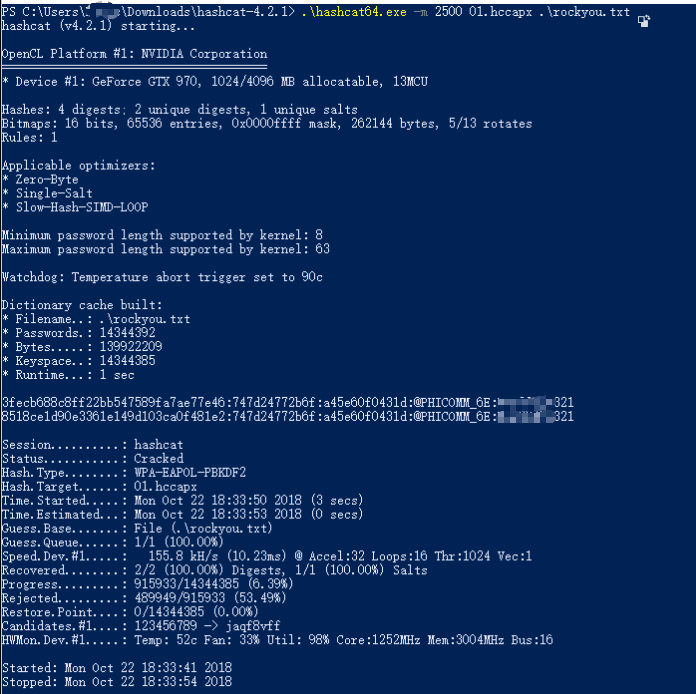 PS C:\Users\ \Downloads\hashcat-4.2.1> .\hashcat64.exe -m 2500 01.hccapx .\rockyou.txt
hashcat (v4.2.1) starting...
OpenCL Platform #1: NVIDIA Corporation
======================================
* Device #1: GeForce GTX 970, 1024/4096 MB allocatable, 13MCU
Hashes: 4 digests; 2 unique digests, 1 unique salts
Bitmaps: 16 bits, 65536 entries, 0x0000ffff mask, 262144 bytes, 5/13 rotates
Rules: 1
Applicable optimizers:
* Zero-Byte
* Single-Salt
* Slow-Hash-SIMD-LOOP
Minimum password length supported by kernel: 8
Maximum password length supported by kernel: 63
Watchdog: Temperature abort trigger set to 90c
Dictionary cache built:
* Filename..: .\rockyou.txt
* Passwords.: 14344392
* Bytes.....: 139922209
* Keyspace..: 14344385
* Runtime...: 1 sec
3fecb688c8ff22bb547589fa7ae77e46:747d24772b6f:a45e60f0431d:@PHICOMM_6E: 321
8518ce1d90e3361e149d103ca0f481e2:747d24772b6f:a45e60f0431d:@PHICOMM_6E: 321
Session..........: hashcat
Status...........: Cracked
Hash.Type........: WPA-EAPOL-PBKDF2
Hash.Target......: 01.hccapx
Time.Started.....: Mon Oct 22 18:33:50 2018 (3 secs)
Time.Estimated...: Mon Oct 22 18:33:53 2018 (0 secs)
Guess.Base.......: File (.\rockyou.txt)
Guess.Queue......: 1/1 (100.00%)
Speed.Dev.#1.....: 155.8 kH/s (10.23ms) @ Accel:32 Loops:16 Thr:1024 Vec:1
Recovered........: 2/2 (100.00%) Digests, 1/1 (100.00%) Salts
Progress.........: 915933/14344385 (6.39%)
Rejected.........: 489949/915933 (53.49%)
Restore.Point....: 0/14344385 (0.00%)
Candidates.#1....: 123456789 -> jaqf8vff
HWMon.Dev.#1.....: Temp: 52c Fan: 33% Util: 98% Core:1252MHz Mem:3004MHz Bus:16
Started: Mon Oct 22 18:33:41 2018
Stopped: Mon Oct 22 18:33:54 2018